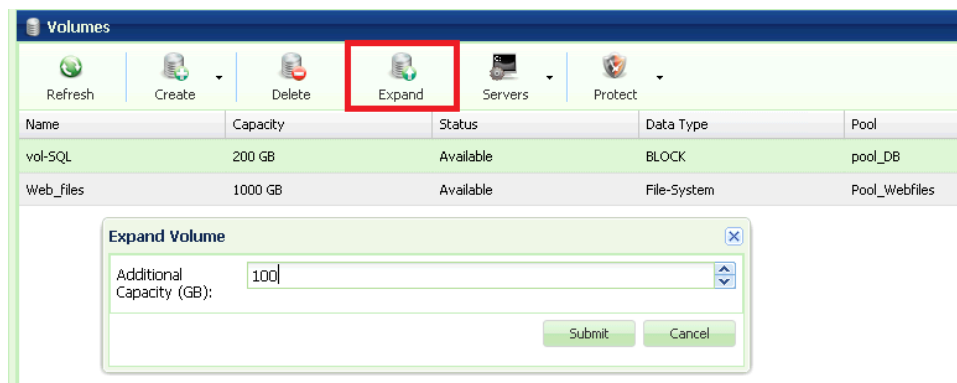 Volumes
Refresh Create Delete Expand Servers Protect
Name Capacity Status Data Type Pool
vol-SQL 200 GB Available BLOCK pool_DB
Web_files 1000 GB Available File-System Pool_Webfiles
Expand Volume
Additional
Capacity (GB):
100
Submit Cancel